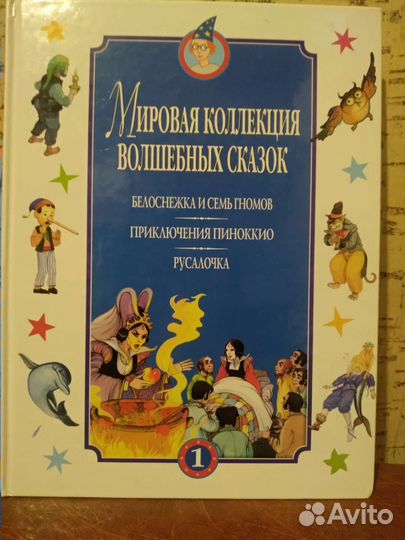 МИРОВАЯ КОЛЛЕКЦИЯ
ВОЛШЕБНЫХ СКАЗОК
БЕЛОСНЕЖКА И СЕМЬ ГНОМОВ
ПРИКЛЮЧЕНИЯ ПИНОККИО
РУСАЛОЧКА
1
Avito